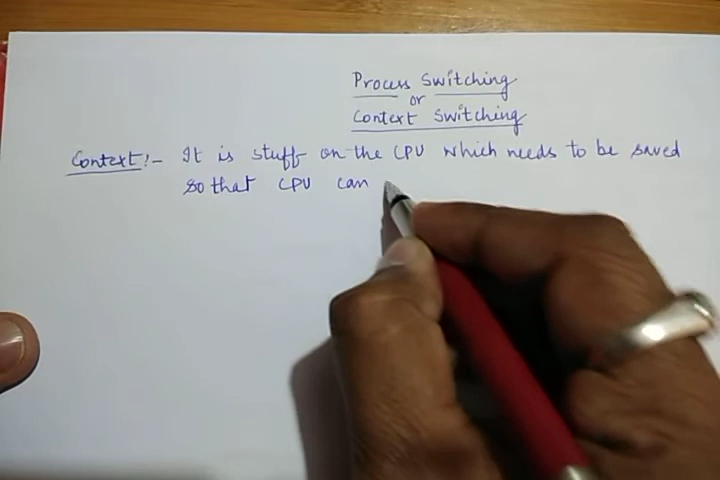 Process Switching
or
Context Switching
Context:- It is stuff on the CPU which needs to be saved
so that CPU can